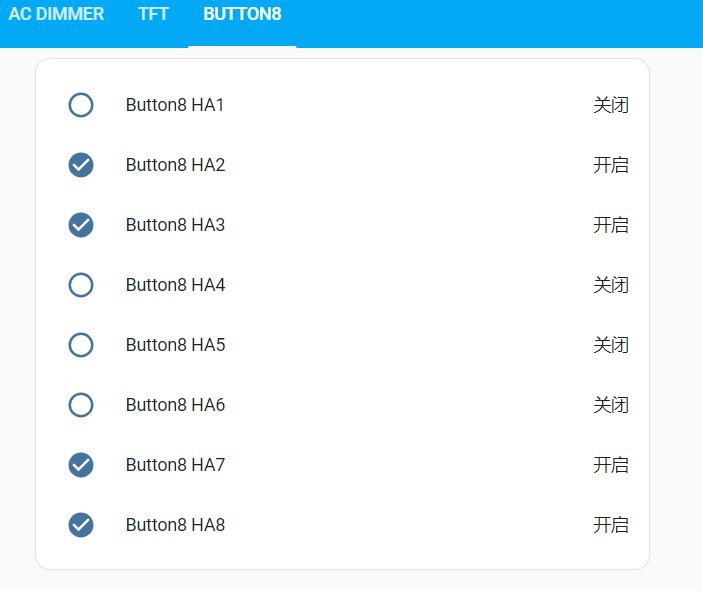 AC DIMMER TFT BUTTON8
Button8 HA1 关闭
Button8 HA2 开启
Button8 HA3 开启
Button8 HA4 关闭
Button8 HA5 关闭
Button8 HA6 关闭
Button8 HA7 开启
Button8 HA8 开启